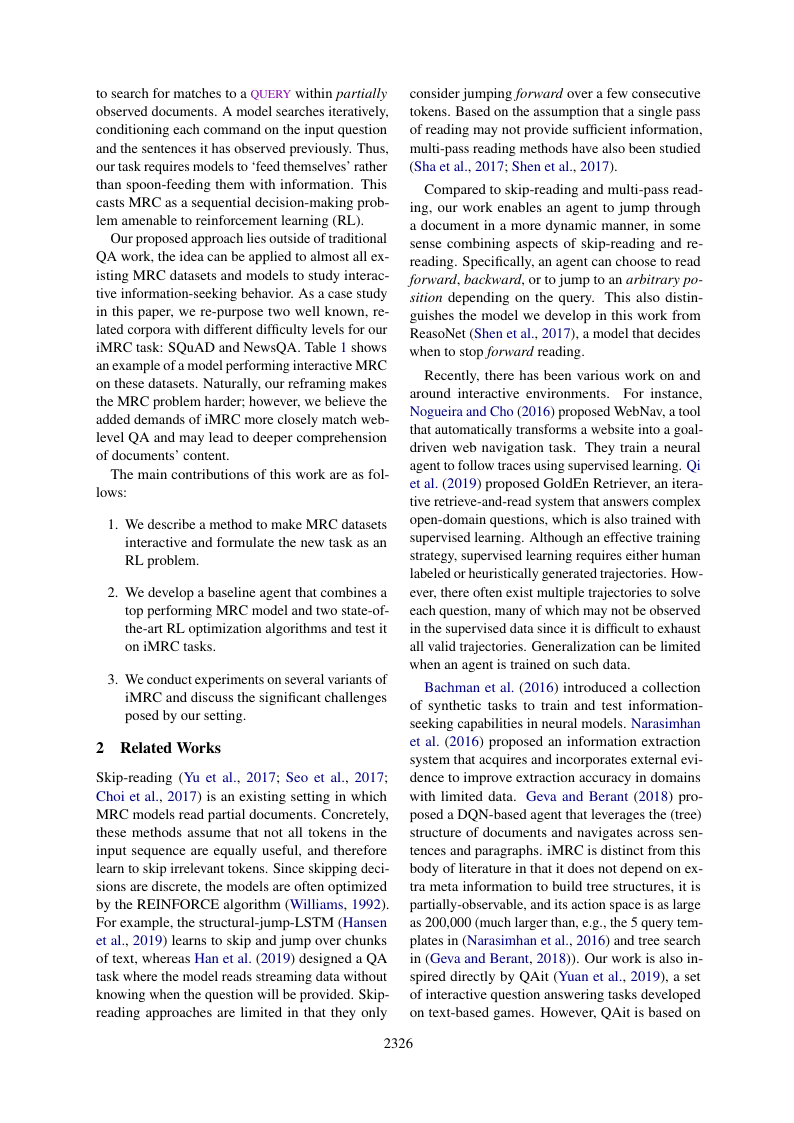 to search for matches to a QUERY within partially
observed documents. A model searches iteratively,
conditioning each command on the input question
and the sentences it has observed previously. Thus,
our task requires models to ‘feed themselves’ rather
than spoon-feeding them with information. This
casts MRC as a sequential decision-making prob-
lem amenable to reinforcement learning (RL).
Our proposed approach lies outside of traditional
QA work, the idea can be applied to almost all ex-
isting MRC datasets and models to study interac-
tive information-seeking behavior. As a case study
in this paper, we re-purpose two well known, re-
lated corpora with different difficulty levels for our
iMRC task: SQuAD and NewsQA. Table 1 shows
an example of a model performing interactive MRC
on these datasets. Naturally, our reframing makes
the MRC problem harder; however, we believe the
added demands of iMRC more closely match web-
level QA and may lead to deeper comprehension
of documents’ content.
The main contributions of this work are as fol-
lows:
1. We describe a method to make MRC datasets
interactive and formulate the new task as an
RL problem.
2. We develop a baseline agent that combines a
top performing MRC model and two state-of-
the-art RL optimization algorithms and test it
on iMRC tasks.
3. We conduct experiments on several variants of
iMRC and discuss the significant challenges
posed by our setting.
2 Related Works
Skip-reading (Yu et al., 2017; Seo et al., 2017;
Choi et al., 2017) is an existing setting in which
MRC models read partial documents. Concretely,
these methods assume that not all tokens in the
input sequence are equally useful, and therefore
learn to skip irrelevant tokens. Since skipping deci-
sions are discrete, the models are often optimized
by the REINFORCE algorithm (Williams, 1992).
For example, the structural-jump-LSTM (Hansen
et al., 2019) learns to skip and jump over chunks
of text, whereas Han et al. (2019) designed a QA
task where the model reads streaming data without
knowing when the question will be provided. Skip-
reading approaches are limited in that they only
consider jumping forward over a few consecutive
tokens. Based on the assumption that a single pass
of reading may not provide sufficient information,
multi-pass reading methods have also been studied
(Sha et al., 2017; Shen et al., 2017).
Compared to skip-reading and multi-pass read-
ing, our work enables an agent to jump through
a document in a more dynamic manner, in some
sense combining aspects of skip-reading and re-
reading. Specifically, an agent can choose to read
forward, backward, or to jump to an arbitrary po-
sition depending on the query. This also distin-
guishes the model we develop in this work from
ReasoNet (Shen et al., 2017), a model that decides
when to stop forward reading.
Recently, there has been various work on and
around interactive environments. For instance,
Nogueira and Cho (2016) proposed WebNav, a tool
that automatically transforms a website into a goal-
driven web navigation task. They train a neural
agent to follow traces using supervised learning. Qi
et al. (2019) proposed GoldEn Retriever, an itera-
tive retrieve-and-read system that answers complex
open-domain questions, which is also trained with
supervised learning. Although an effective training
strategy, supervised learning requires either human
labeled or heuristically generated trajectories. How-
ever, there often exist multiple trajectories to solve
each question, many of which may not be observed
in the supervised data since it is difficult to exhaust
all valid trajectories. Generalization can be limited
when an agent is trained on such data.
Bachman et al. (2016) introduced a collection
of synthetic tasks to train and test information-
seeking capabilities in neural models. Narasimhan
et al. (2016) proposed an information extraction
system that acquires and incorporates external evi-
dence to improve extraction accuracy in domains
with limited data. Geva and Berant (2018) pro-
posed a DQN-based agent that leverages the (tree)
structure of documents and navigates across sen-
tences and paragraphs. iMRC is distinct from this
body of literature in that it does not depend on ex-
tra meta information to build tree structures, it is
partially-observable, and its action space is as large
as 200,000 (much larger than, e.g., the 5 query tem-
plates in (Narasimhan et al., 2016) and tree search
in (Geva and Berant, 2018)). Our work is also in-
spired directly by QAit (Yuan et al., 2019), a set
of interactive question answering tasks developed
on text-based games. However, QAit is based on
2326